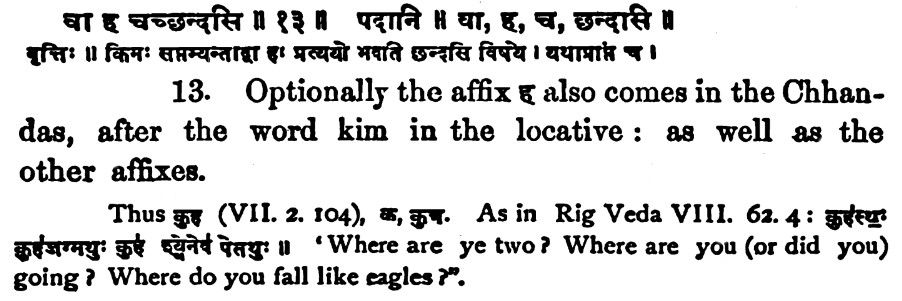 वा ह चच्छन्दसि ॥ १३ ॥ पदानि ॥ वा, ह, च, छन्दसि ॥
वृत्तिः ॥ किमः सप्तम्यन्ताद्वा हः प्रत्ययो भवति छन्दसि विषये । यथाप्राप्तं च ।
13. Optionally the affix ह also comes in the Chhan-
das, after the word kim in the locative : as well as the
other affixes.
Thus कुह (VII. 2. 104), क्व, कुत्र. As in Rig Veda VIII. 62. 4 : कुह॑स्थः॒
कुह॑जग्मथुः कुह॑ श्ये॒नेव॑ पेतथुः ॥ 'Where are ye two ? Where are you (or did you)
going ? Where do you fall like eagles ?".